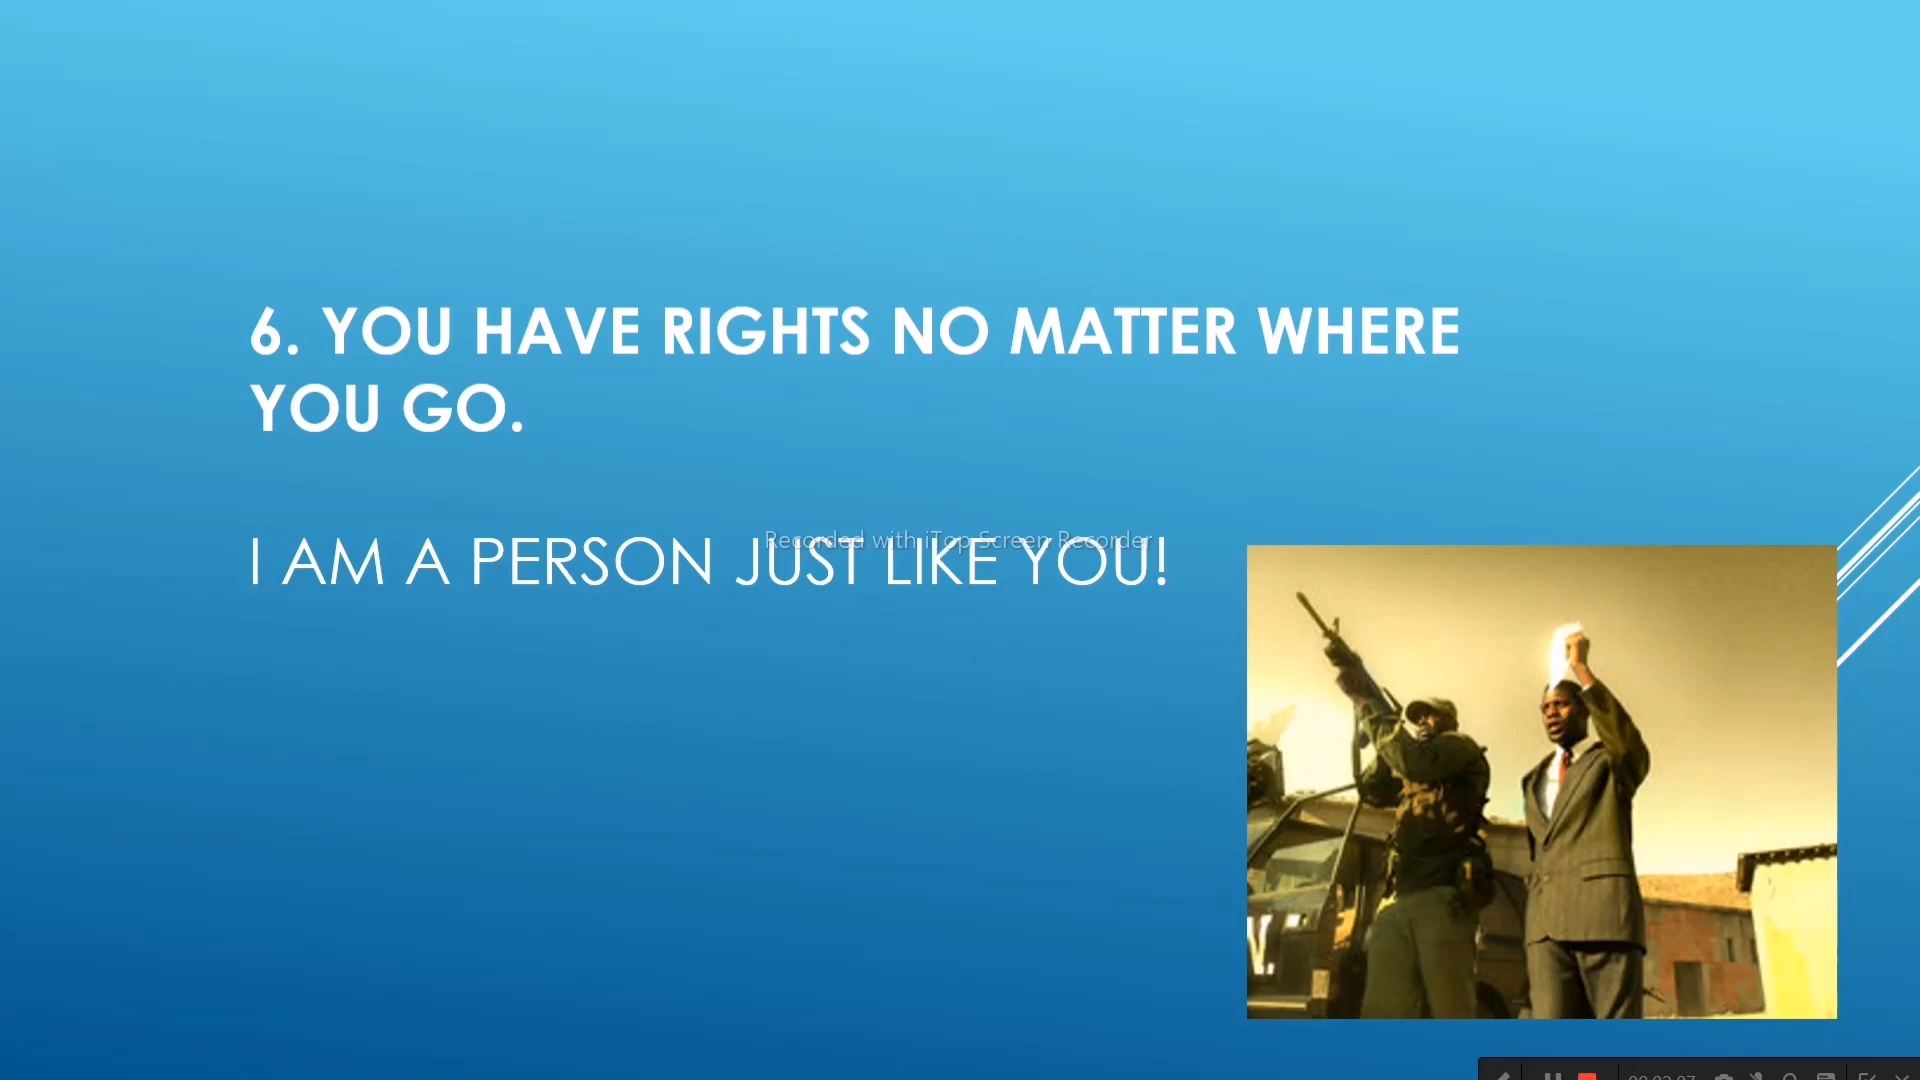 6. YOU HAVE RIGHTS NO MATTER WHERE
YOU GO.
I AM A PERSON JUST LIKE YOU!
Recorded with iTop Screen Recorder